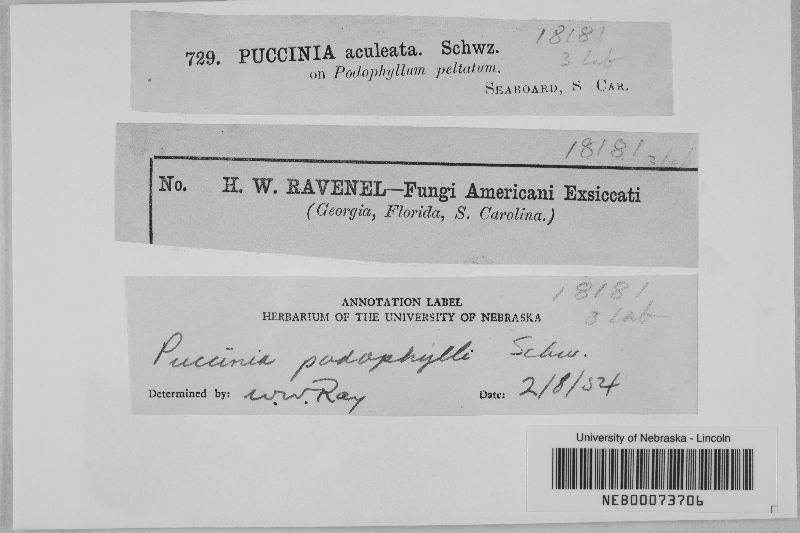 729. PUCCINIA aculeata. Schwz.
on Podophyllum peltatum.
SEABOARD, S CAR.
18181
3 lab
18181
3 lab
No. H. W. RAVENEL—Fungi Americani Exsiccati
(Georgia, Florida, S. Carolina.)
18181
3 lab
ANNOTATION LABEL
HERBARIUM OF THE UNIVERSITY OF NEBRASKA
Puccinia podophylli Schw.
Determined by: W.W. Ray Date: 2/8/54
University of Nebraska - Lincoln
NEB00073706